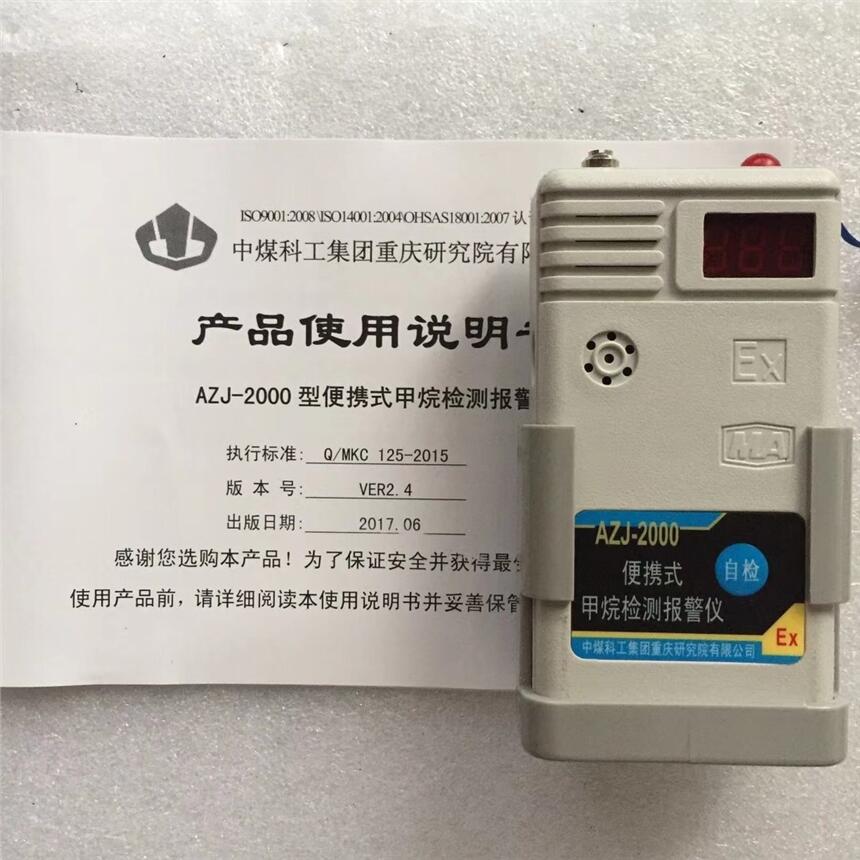 ISO9001:2008\ISO14001:2004\OHSAS18001:2007 认
中煤科工集团重庆研究院有限
产品使用说明
AZJ-2000 型便携式甲烷检测报警
执行标准: Q/MKC 125-2015
版 本 号: VER2.4
出版日期: 2017.06
感谢您选购本产品！为了保证安全并获得最
使用产品前，请详细阅读本使用说明书并妥善保管
Ex
MA
AZJ-2000
便携式
自检
甲烷检测报警仪
Ex
中煤科工集团重庆研究院有限公司